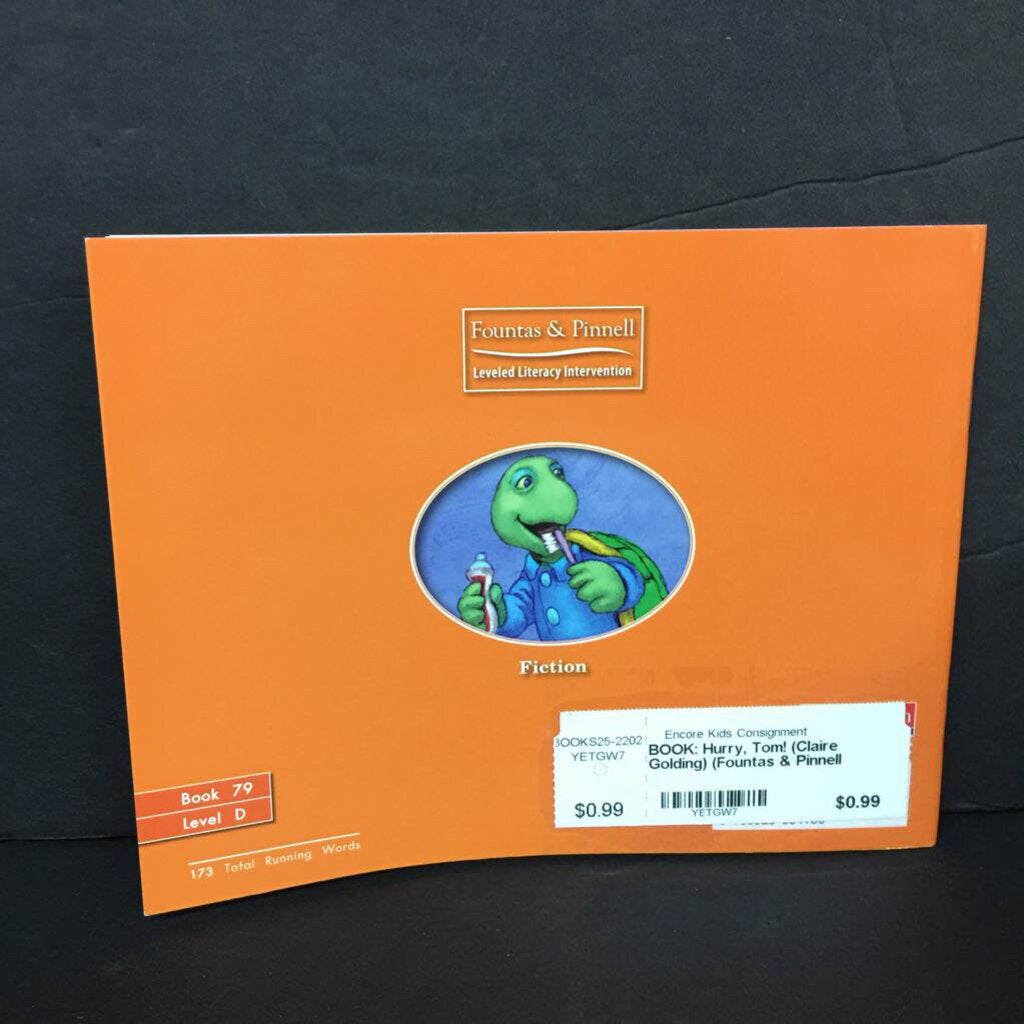 Fountas & Pinnell
Leveled Literacy Intervention
Fiction
BOOKS25-2202
YETGW7
$0.99
Encore Kids Consignment
BOOK: Hurry, Tom! (Claire
Golding) (Fountas & Pinnell
YETGW7
$0.99
Book 79
Level D
173 Total Running Words